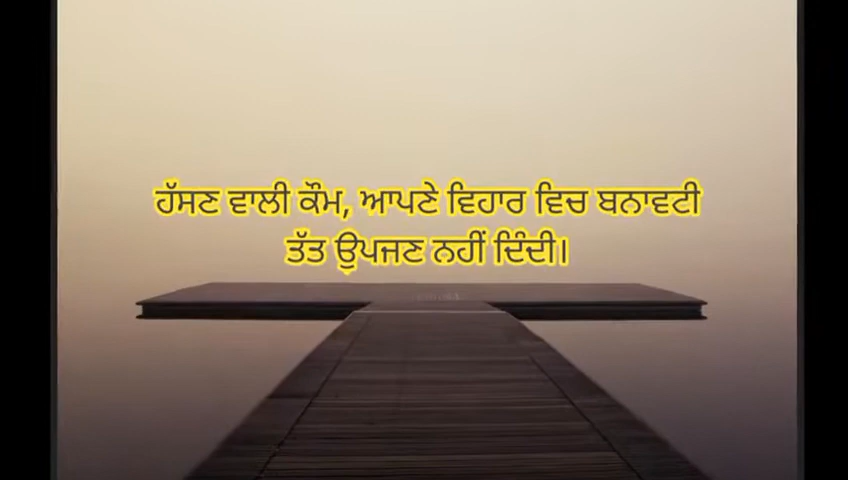 ਹੱਸਣ ਵਾਲੀ ਕੌਮ, ਆਪਣੇ ਵਿਹਾਰ ਵਿਚ ਬਨਾਵਟੀ
ਤੱਤ ਉਪਜਣ ਨਹੀਂ ਦਿੰਦੀ।